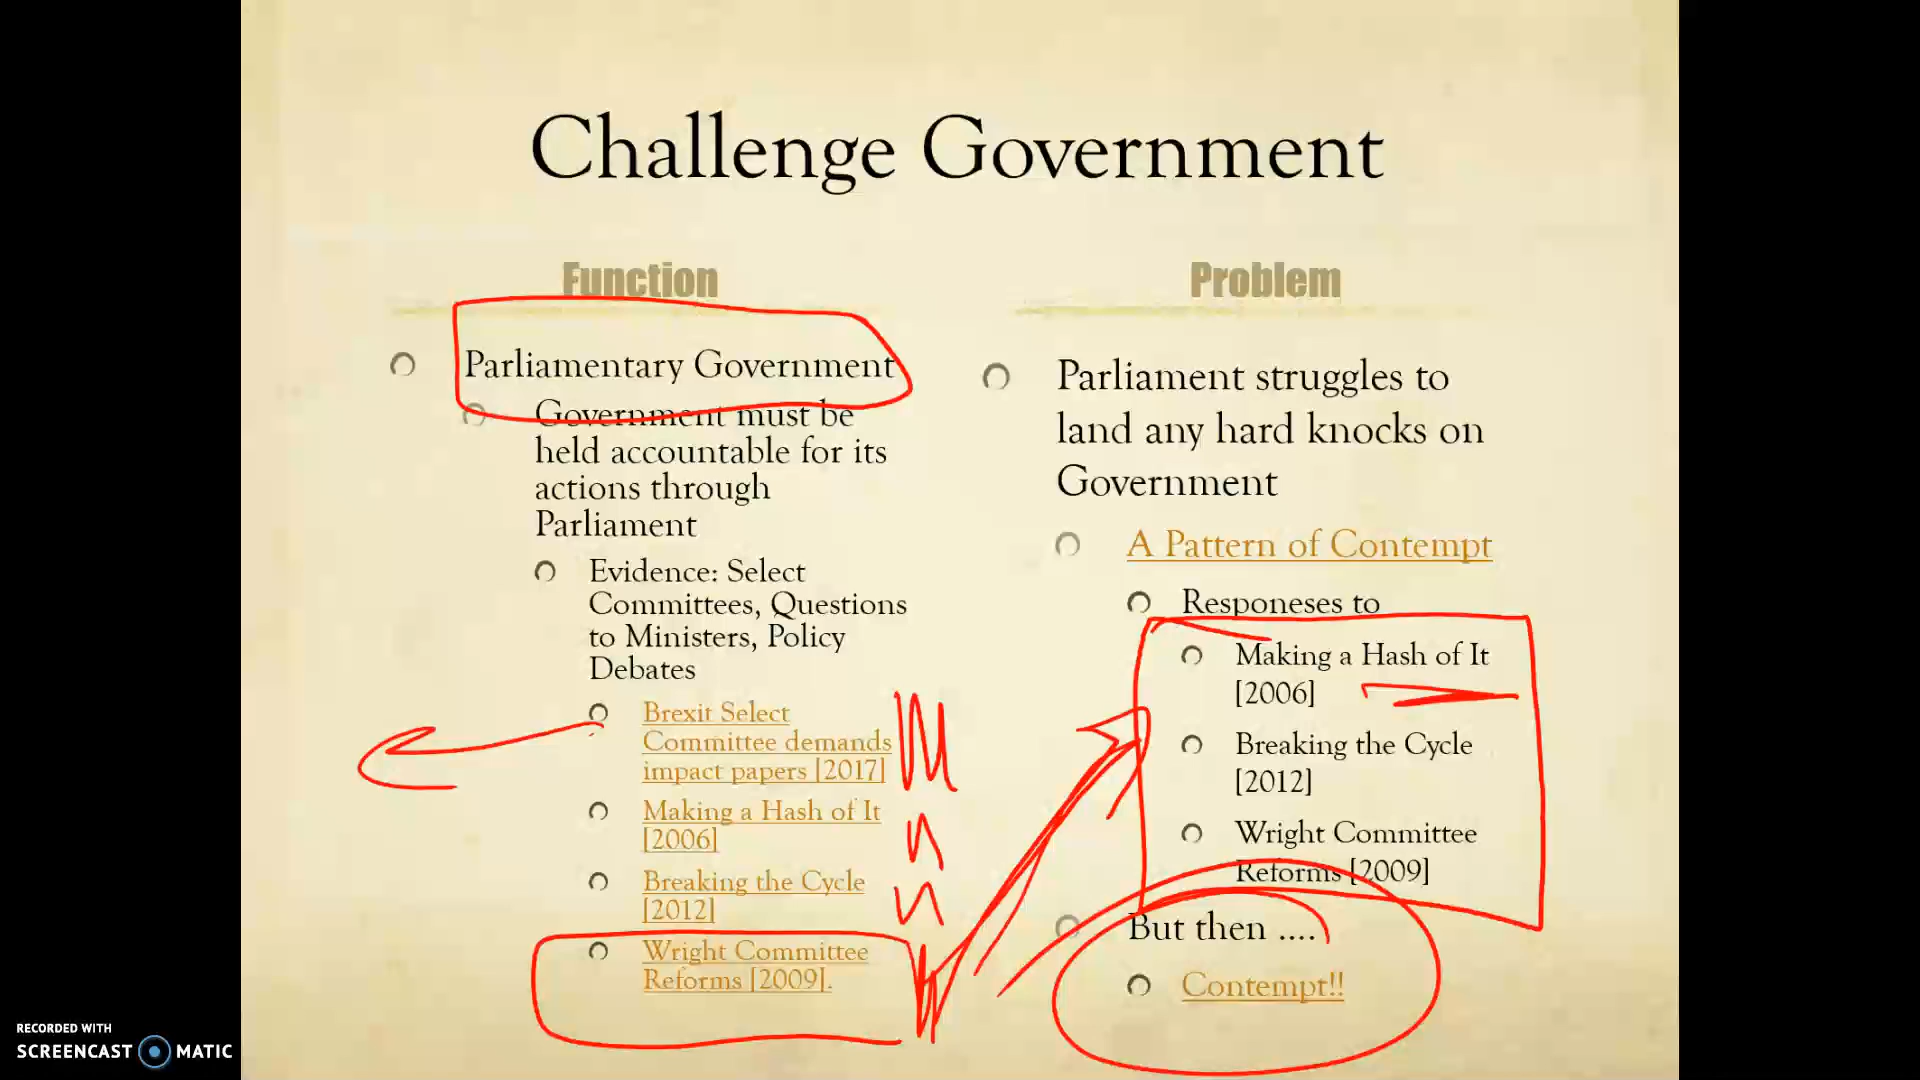 Challenge Government
Function
Parliamentary Government
Government must be
held accountable for its
actions through
Parliament
Evidence: Select
Committees, Questions
to Ministers, Policy
Debates
Brexit Select
Committee demands
impact papers [2017]
Making a Hash of It
[2006]
Breaking the Cycle
[2012]
Wright Committee
Reforms [2009].
Problem
Parliament struggles to
land any hard knocks on
Government
A Pattern of Contempt
Responeses to
Making a Hash of It
[2006]
Breaking the Cycle
[2012]
Wright Committee
Reforms [2009]
But then ....
Contempt!!
RECORDED WITH
SCREENCAST MATIC